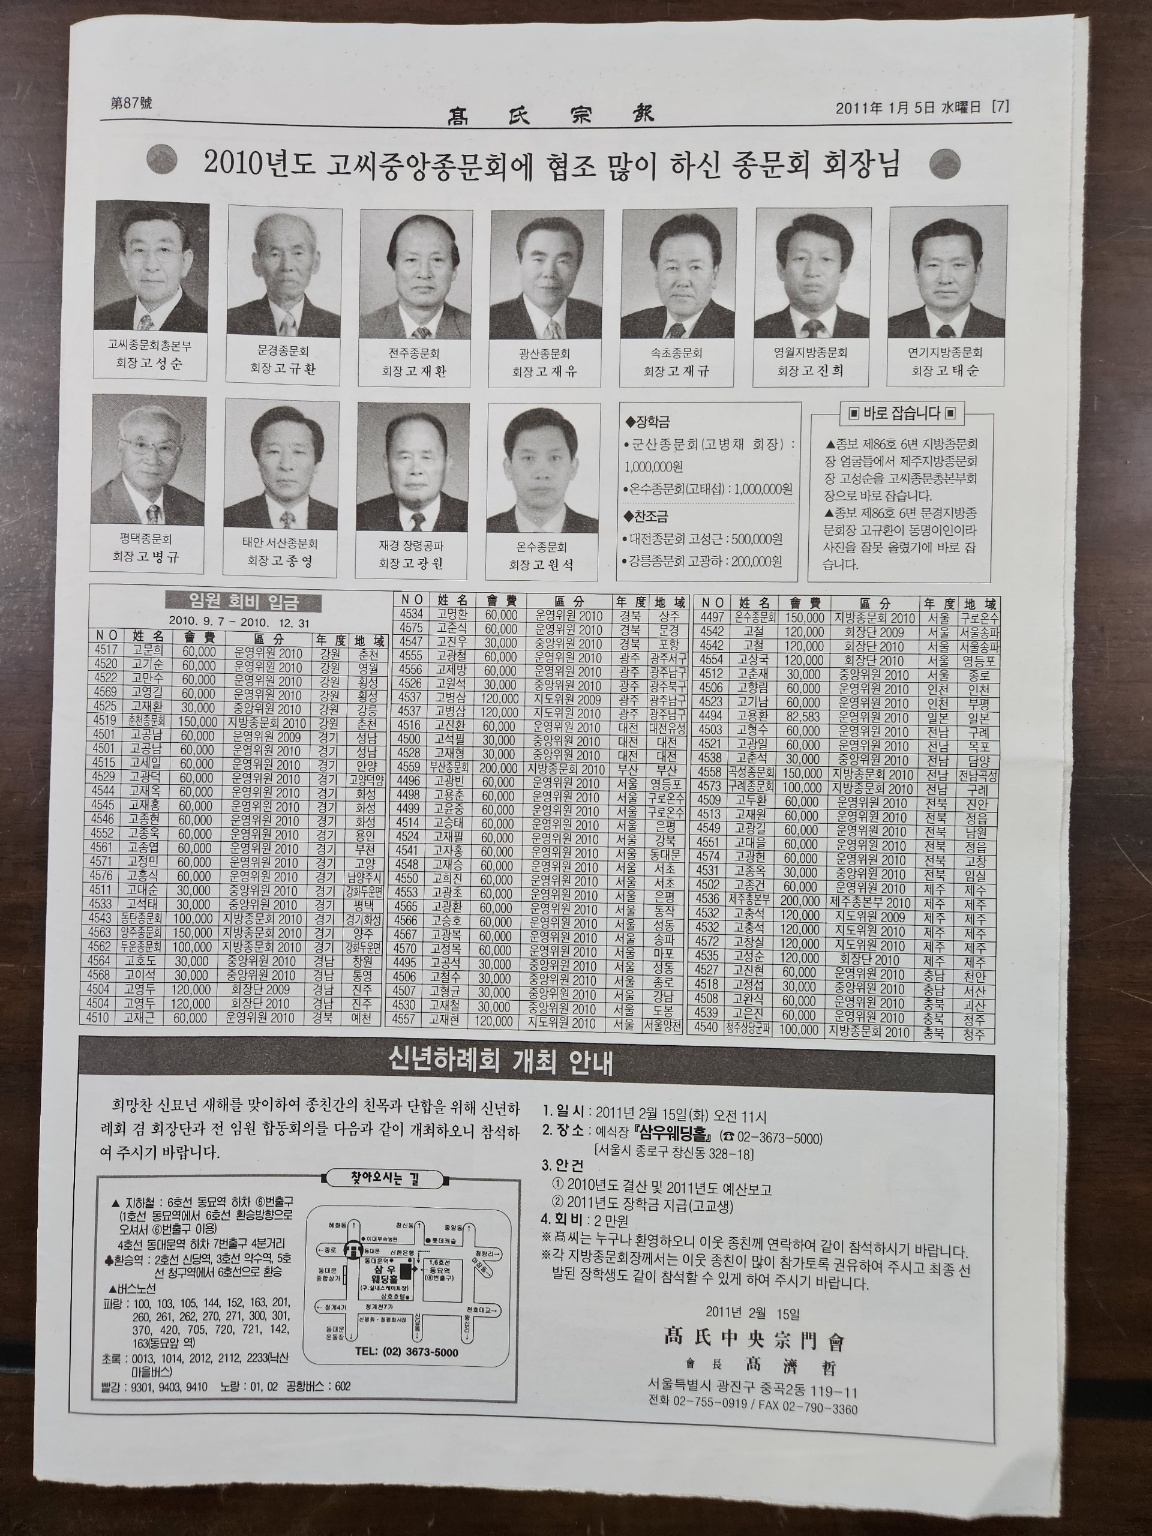 第87號
髙氏宗報
2011年 1月 5日 水曜日 [7]
2010년도 고씨중앙종문회에 협조 많이 하신 종문회 회장님
고씨종문회총본부
회장 고성순
문경종문회
회장 고규환
전주종문회
회장 고재환
광산종문회
회장 고재유
속초종문회
회장 고재규
영월지방종문회
회장 고진희
연기지방종문회
회장 고태순
평택종문회
회장 고병규
태안 서산종문회
회장 고종영
재경 장령공파
회장 고광원
온수종문회
회장 고원석
◆장학금
•군산종문회(고병채 회장) :
1,000,000원
•온수종문회(고태섭) : 1,000,000원
◆찬조금
•대전종문회 고성근 : 500,000원
•강릉종문회 고광하 : 200,000원
▣ 바로 잡습니다 ▣
▲종보 제86호 6면 지방종문회
장 얼굴들에서 제주지방종문회
장 고성순을 고씨종문총본부회
장으로 바로 잡습니다.
▲종보 제86호 6면 문경지방종
문회장 고규환이 동명이인이라
사진을 잘못 올렸기에 바로 잡
습니다.
임원 회비 입금
2010. 9. 7 - 2010. 12. 31
NO 姓名 會費 區分 年度 地域
4517 고문희 60,000 운영위원 2010 강원 춘천
4520 고기순 60,000 운영위원 2010 강원 영월
4522 고만수 60,000 운영위원 2010 강원 횡성
4569 고영길 60,000 운영위원 2010 강원 횡성
4525 고재환 30,000 중앙위원 2010 강원 강릉
4519 춘천종문회 150,000 지방종문회 2010 강원 춘천
4501 고공남 60,000 운영위원 2009 경기 성남
4501 고공남 60,000 운영위원 2010 경기 성남
4515 고세일 60,000 운영위원 2010 경기 안양
4529 고광덕 60,000 운영위원 2010 경기 고양덕양
4544 고재옥 60,000 운영위원 2010 경기 화성
4545 고재홍 60,000 운영위원 2010 경기 화성
4546 고종현 60,000 운영위원 2010 경기 화성
4552 고종욱 60,000 운영위원 2010 경기 용인
4561 고종엽 60,000 운영위원 2010 경기 부천
4571 고정민 60,000 운영위원 2010 경기 고양
4576 고흥식 60,000 운영위원 2010 경기 남양주시
4511 고대순 30,000 중앙위원 2010 경기 강화두운면
4533 고석태 30,000 중앙위원 2010 경기 평택
4543 동탄종문회 100,000 지방종문회 2010 경기 경기화성
4563 양주종문회 150,000 지방종문회 2010 경기 양주
4562 두운종문회 100,000 지방종문회 2010 경기 강화두운면
4564 고호도 30,000 중앙위원 2010 경남 창원
4568 고이석 30,000 중앙위원 2010 경남 통영
4504 고영두 120,000 회장단 2009 경남 진주
4504 고영두 120,000 회장단 2010 경남 진주
4510 고재근 60,000 운영위원 2010 경북 예천
NO 姓名 會費 區分 年度 地域
4534 고명환 60,000 운영위원 2010 경북 상주
4575 고준식 60,000 운영위원 2010 경북 문경
4547 고진우 30,000 중앙위원 2010 경북 포항
4555 고광철 60,000 운영위원 2010 광주 광주서구
4556 고제방 60,000 운영위원 2010 광주 광주남구
4526 고원석 30,000 중앙위원 2010 광주 광주북구
4537 고병삼 120,000 지도위원 2009 광주 광주남구
4537 고병삼 120,000 지도위원 2010 광주 광주남구
4516 고진환 60,000 운영위원 2010 대전 대전유성
4500 고석필 30,000 중앙위원 2010 대전 대전
4528 고재형 30,000 중앙위원 2010 대전 대전
4559 부산종문회 200,000 지방종문회 2010 부산 부산
4496 고광빈 60,000 운영위원 2010 서울 영등포
4498 고용준 60,000 운영위원 2010 서울 구로온수
4499 고윤중 60,000 운영위원 2010 서울 구로온수
4514 고승태 60,000 운영위원 2010 서울 은평
4524 고재필 60,000 운영위원 2010 서울 강북
4541 고자홍 60,000 운영위원 2010 서울 동대문
4548 고재승 60,000 운영위원 2010 서울 서초
4550 고희진 60,000 운영위원 2010 서울 서초
4553 고광조 60,000 운영위원 2010 서울 은평
4565 고광환 60,000 운영위원 2010 서울 동작
4566 고승호 60,000 운영위원 2010 서울 성동
4567 고광복 60,000 운영위원 2010 서울 송파
4570 고정목 60,000 운영위원 2010 서울 마포
4495 고공석 30,000 중앙위원 2010 서울 성동
4506 고철수 30,000 중앙위원 2010 서울 종로
4507 고형균 30,000 중앙위원 2010 서울 강남
4530 고재철 30,000 중앙위원 2010 서울 도봉
4557 고재현 120,000 지도위원 2010 서울 서울양천
NO 姓名 會費 區分 年度 地域
4497 온수종문회 150,000 지방종문회 2010 서울 구로온수
4542 고철 120,000 회장단 2009 서울 서울송파
4542 고철 120,000 회장단 2010 서울 서울송파
4554 고상국 120,000 회장단 2010 서울 영등포
4512 고춘재 30,000 중앙위원 2010 서울 종로
4506 고향림 60,000 운영위원 2010 인천 인천
4523 고기남 60,000 운영위원 2010 인천 부평
4494 고용환 82,583 운영위원 2010 일본 일본
4503 고형수 60,000 운영위원 2010 전남 구례
4521 고광일 60,000 운영위원 2010 전남 목포
4538 고춘석 30,000 중앙위원 2010 전남 담양
4558 곡성종문회 150,000 지방종문회 2010 전남 전남곡성
4573 구례종문회 100,000 지방종문회 2010 전남 구례
4509 고두환 60,000 운영위원 2010 전북 진안
4513 고재원 60,000 운영위원 2010 전북 정읍
4549 고광길 60,000 운영위원 2010 전북 남원
4551 고대을 60,000 운영위원 2010 전북 정읍
4574 고광헌 60,000 운영위원 2010 전북 고창
4531 고종옥 30,000 중앙위원 2010 전북 임실
4502 고종건 60,000 운영위원 2010 제주 제주
4536 제주총본부 200,000 제주총본부 2010 제주 제주
4532 고충석 120,000 지도위원 2009 제주 제주
4532 고충석 120,000 지도위원 2010 제주 제주
4572 고창실 120,000 지도위원 2010 제주 제주
4535 고성순 120,000 회장단 2010 제주 제주
4527 고진현 60,000 운영위원 2010 충남 천안
4518 고정섭 30,000 중앙위원 2010 충남 서산
4508 고완식 60,000 운영위원 2010 충북 괴산
4539 고은진 60,000 운영위원 2010 충북 청주
4540 청주상당군파 100,000 지방종문회 2010 충북 청주
신년하례회 개최 안내
희망찬 신묘년 새해를 맞이하여 종친간의 친목과 단합을 위해 신년하
례회 겸 회장단과 전 임원 합동회의를 다음과 같이 개최하오니 참석하
여 주시기 바랍니다.
찾아오시는 길
▲ 지하철 : 6호선 동묘역 하차 ⑥번출구
(1호선 동묘역에서 6호선 환승방향으로
오셔서 ⑥번출구 이용)
4호선 동대문역 하차 7번출구 4분거리
♣환승역 : 2호선 신당역, 3호선 약수역, 5호
선 청구역에서 6호선으로 환승
▲버스노선
파랑 : 100, 103, 105, 144, 152, 163, 201,
260, 261, 262, 270, 271, 300, 301,
370, 420, 705, 720, 721, 142,
163(동묘앞 역)
초록 : 0013, 1014, 2012, 2112, 2233(낙산
마을버스)
빨강 : 9301, 9403, 9410 노랑 : 01, 02 공항버스 : 602
혜화동
창신동
숭인동
●이대부속병원
●롯데캐슬
←종로
동대문
신한은행
청량리→
동대문역
삼우
웨딩홀
1,6호선
동묘역
(⑥번출구)
동대문
종합상가
상호호텔
←청계4가
청계천7가
천호대교→
동대문
운동장
TEL: (02) 3673-5000
1. 일 시 : 2011년 2월 15일(화) 오전 11시
2. 장 소 : 예식장 『삼우웨딩홀』 (☎ 02-3673-5000)
[서울시 종로구 창신동 328-18]
3. 안 건
① 2010년도 결산 및 2011년도 예산보고
② 2011년도 장학금 지급(고교생)
4. 회 비 : 2 만원
※ 髙씨는 누구나 환영하오니 이웃 종친께 연락하여 같이 참석하시기 바랍니다.
※각 지방종문회장께서는 이웃 종친이 많이 참가토록 권유하여 주시고 최종 선
발된 장학생도 같이 참석할 수 있게 하여 주시기 바랍니다.
2011년 2월 15일
髙氏中央宗門會
會長 髙濟哲
서울특별시 광진구 중곡2동 119-11
전화 02-755-0919 / FAX 02-790-3360